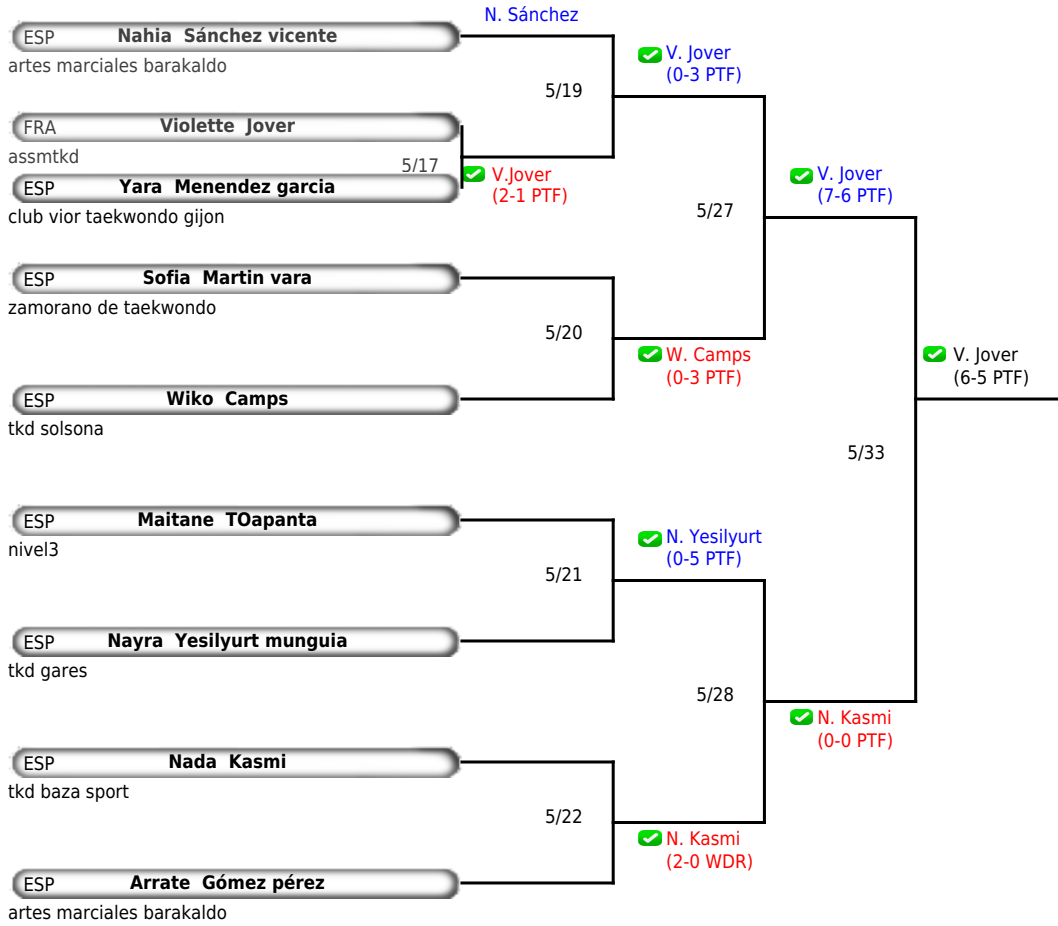 N. Sánchez
ESP Nahia Sánchez vicente
artes marciales barakaldo
V. Jover
(0-3 PTF)
5/19
FRA Violette Jover
assmtkd
5/17
V.Jover
(2-1 PTF)
ESP Yara Menendez garcia
club vior taekwondo gijon
V. Jover
(7-6 PTF)
5/27
ESP Sofia Martin vara
zamorano de taekwondo
5/20
W. Camps
(0-3 PTF)
V. Jover
(6-5 PTF)
ESP Wiko Camps
tkd solsona
5/33
ESP Maitane TOapanta
nivel3
N. Yesilyurt
(0-5 PTF)
5/21
ESP Nayra Yesilyurt munguia
tkd gares
5/28
N. Kasmi
(0-0 PTF)
ESP Nada Kasmi
tkd baza sport
5/22
N. Kasmi
(2-0 WDR)
ESP Arrate Gómez pérez
artes marciales barakaldo